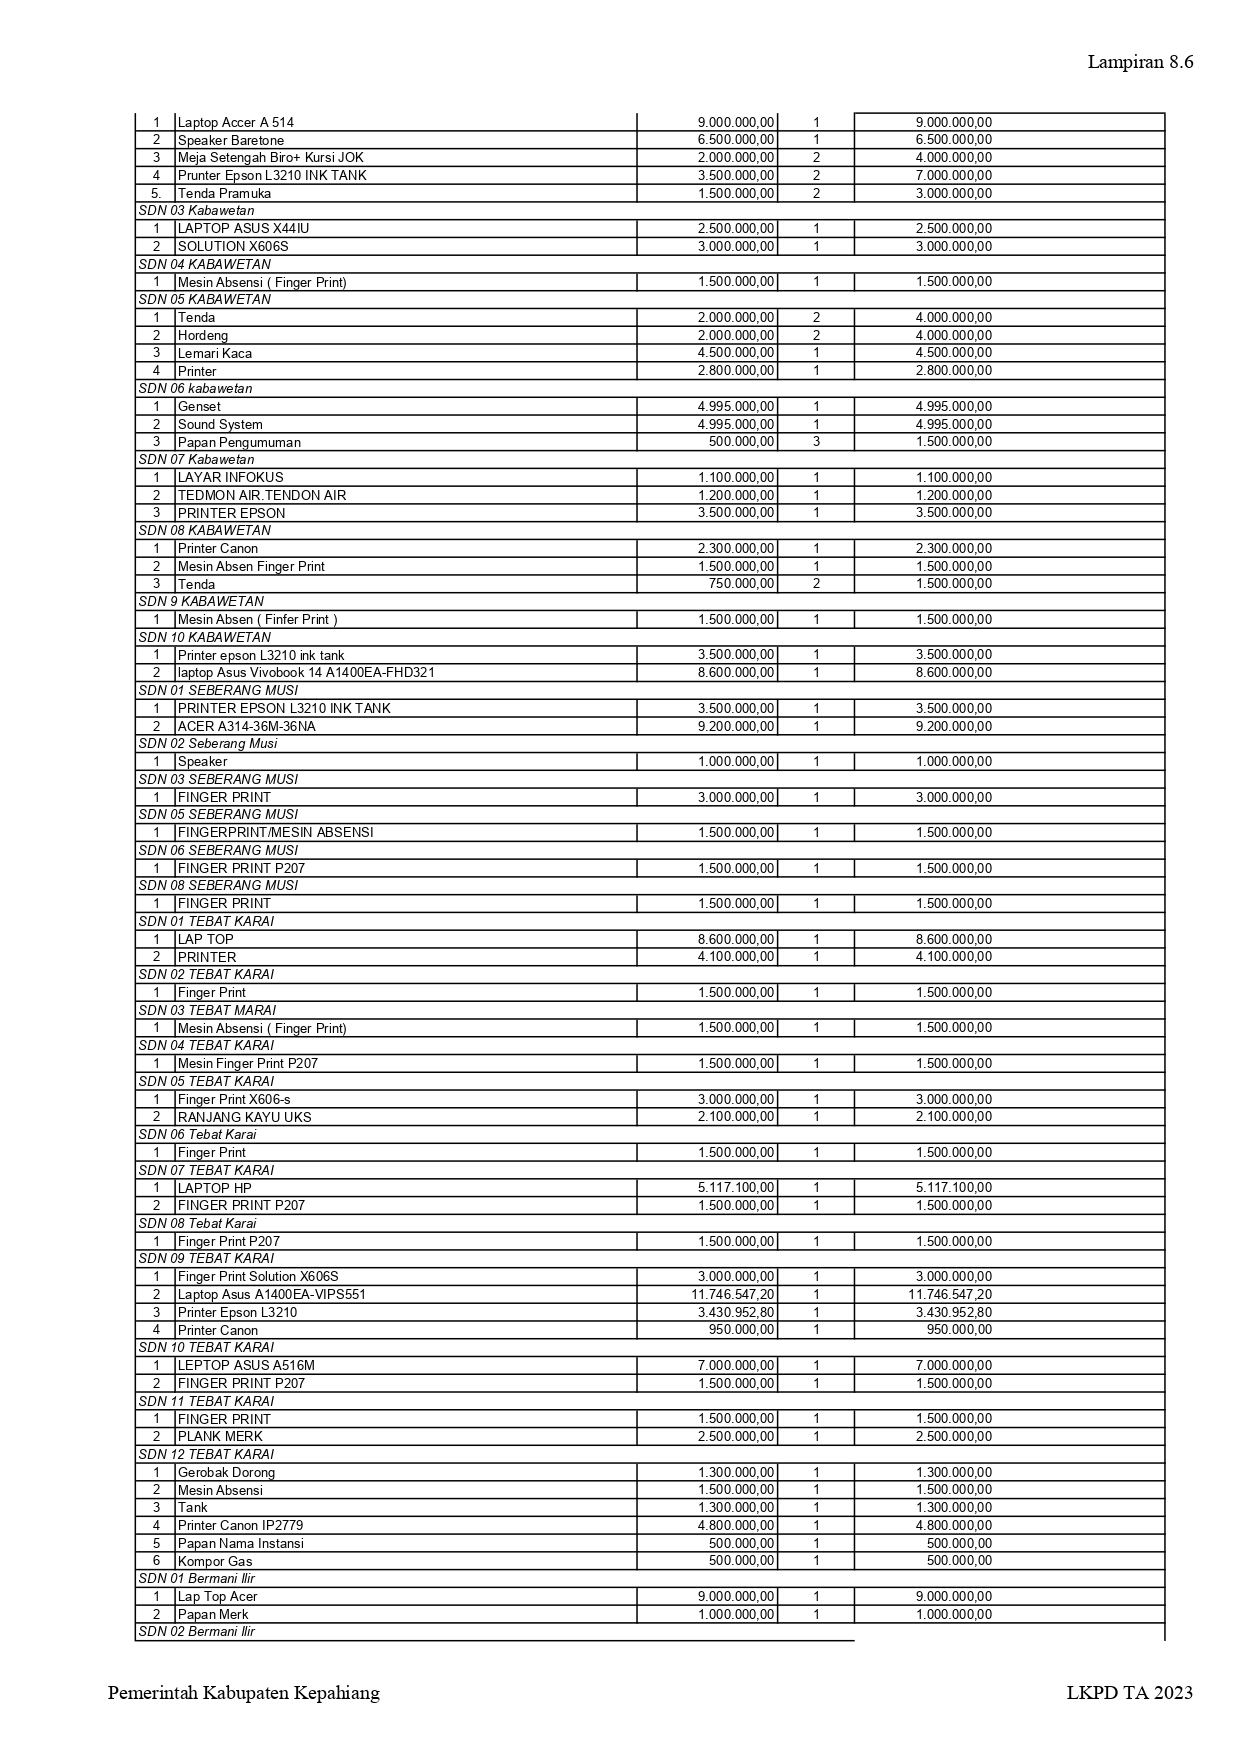 Lampiran 8.6
1 Laptop Accer A 514 9.000.000,00 1 9.000.000,00
2 Speaker Baretone 6.500.000,00 1 6.500.000,00
3 Meja Setengah Biro+ Kursi JOK 2.000.000,00 2 4.000.000,00
4 Prunter Epson L3210 INK TANK 3.500.000,00 2 7.000.000,00
5. Tenda Pramuka 1.500.000,00 2 3.000.000,00
SDN 03 Kabawetan
1 LAPTOP ASUS X44IU 2.500.000,00 1 2.500.000,00
2 SOLUTION X606S 3.000.000,00 1 3.000.000,00
SDN 04 KABAWETAN
1 Mesin Absensi ( Finger Print) 1.500.000,00 1 1.500.000,00
SDN 05 KABAWETAN
1 Tenda 2.000.000,00 2 4.000.000,00
2 Hordeng 2.000.000,00 2 4.000.000,00
3 Lemari Kaca 4.500.000,00 1 4.500.000,00
4 Printer 2.800.000,00 1 2.800.000,00
SDN 06 kabawetan
1 Genset 4.995.000,00 1 4.995.000,00
2 Sound System 4.995.000,00 1 4.995.000,00
3 Papan Pengumuman 500.000,00 3 1.500.000,00
SDN 07 Kabawetan
1 LAYAR INFOKUS 1.100.000,00 1 1.100.000,00
2 TEDMON AIR.TENDON AIR 1.200.000,00 1 1.200.000,00
3 PRINTER EPSON 3.500.000,00 1 3.500.000,00
SDN 08 KABAWETAN
1 Printer Canon 2.300.000,00 1 2.300.000,00
2 Mesin Absen Finger Print 1.500.000,00 1 1.500.000,00
3 Tenda 750.000,00 2 1.500.000,00
SDN 9 KABAWETAN
1 Mesin Absen ( Finfer Print ) 1.500.000,00 1 1.500.000,00
SDN 10 KABAWETAN
1 Printer epson L3210 ink tank 3.500.000,00 1 3.500.000,00
2 laptop Asus Vivobook 14 A1400EA-FHD321 8.600.000,00 1 8.600.000,00
SDN 01 SEBERANG MUSI
1 PRINTER EPSON L3210 INK TANK 3.500.000,00 1 3.500.000,00
2 ACER A314-36M-36NA 9.200.000,00 1 9.200.000,00
SDN 02 Seberang Musi
1 Speaker 1.000.000,00 1 1.000.000,00
SDN 03 SEBERANG MUSI
1 FINGER PRINT 3.000.000,00 1 3.000.000,00
SDN 05 SEBERANG MUSI
1 FINGERPRINT/MESIN ABSENSI 1.500.000,00 1 1.500.000,00
SDN 06 SEBERANG MUSI
1 FINGER PRINT P207 1.500.000,00 1 1.500.000,00
SDN 08 SEBERANG MUSI
1 FINGER PRINT 1.500.000,00 1 1.500.000,00
SDN 01 TEBAT KARAI
1 LAP TOP 8.600.000,00 1 8.600.000,00
2 PRINTER 4.100.000,00 1 4.100.000,00
SDN 02 TEBAT KARAI
1 Finger Print 1.500.000,00 1 1.500.000,00
SDN 03 TEBAT MARAI
1 Mesin Absensi ( Finger Print) 1.500.000,00 1 1.500.000,00
SDN 04 TEBAT KARAI
1 Mesin Finger Print P207 1.500.000,00 1 1.500.000,00
SDN 05 TEBAT KARAI
1 Finger Print X606-s 3.000.000,00 1 3.000.000,00
2 RANJANG KAYU UKS 2.100.000,00 1 2.100.000,00
SDN 06 Tebat Karai
1 Finger Print 1.500.000,00 1 1.500.000,00
SDN 07 TEBAT KARAI
1 LAPTOP HP 5.117.100,00 1 5.117.100,00
2 FINGER PRINT P207 1.500.000,00 1 1.500.000,00
SDN 08 Tebat Karai
1 Finger Print P207 1.500.000,00 1 1.500.000,00
SDN 09 TEBAT KARAI
1 Finger Print Solution X606S 3.000.000,00 1 3.000.000,00
2 Laptop Asus A1400EA-VIPS551 11.746.547,20 1 11.746.547,20
3 Printer Epson L3210 3.430.952,80 1 3.430.952,80
4 Printer Canon 950.000,00 1 950.000,00
SDN 10 TEBAT KARAI
1 LEPTOP ASUS A516M 7.000.000,00 1 7.000.000,00
2 FINGER PRINT P207 1.500.000,00 1 1.500.000,00
SDN 11 TEBAT KARAI
1 FINGER PRINT 1.500.000,00 1 1.500.000,00
2 PLANK MERK 2.500.000,00 1 2.500.000,00
SDN 12 TEBAT KARAI
1 Gerobak Dorong 1.300.000,00 1 1.300.000,00
2 Mesin Absensi 1.500.000,00 1 1.500.000,00
3 Tank 1.300.000,00 1 1.300.000,00
4 Printer Canon IP2779 4.800.000,00 1 4.800.000,00
5 Papan Nama Instansi 500.000,00 1 500.000,00
6 Kompor Gas 500.000,00 1 500.000,00
SDN 01 Bermani Ilir
1 Lap Top Acer 9.000.000,00 1 9.000.000,00
2 Papan Merk 1.000.000,00 1 1.000.000,00
SDN 02 Bermani Ilir
Pemerintah Kabupaten Kepahiang LKPD TA 2023